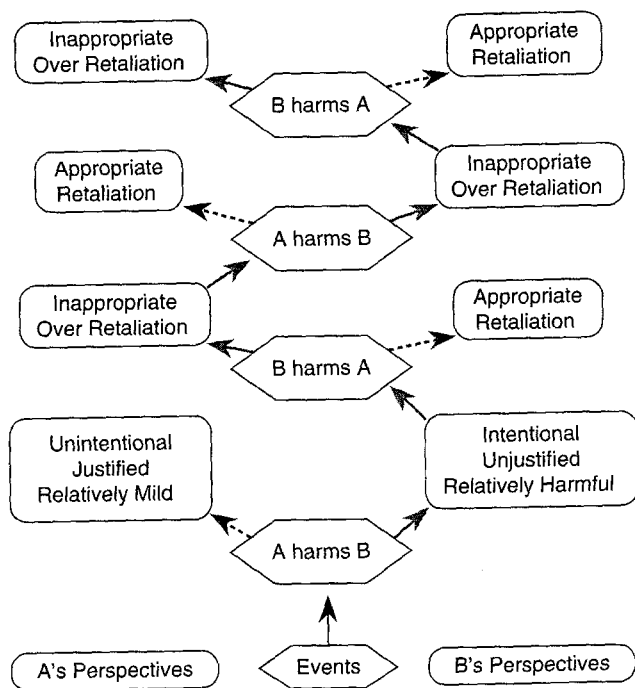 Inappropriate
Over Retaliation
B harms A
Appropriate
Retaliation
Appropriate
Retaliation
A harms B
Inappropriate
Over Retaliation
Inappropriate
Over Retaliation
B harms A
Appropriate
Retaliation
Unintentional
Justified
Relatively Mild
A harms B
Intentional
Unjustified
Relatively Harmful
A's Perspectives
Events
B's Perspectives